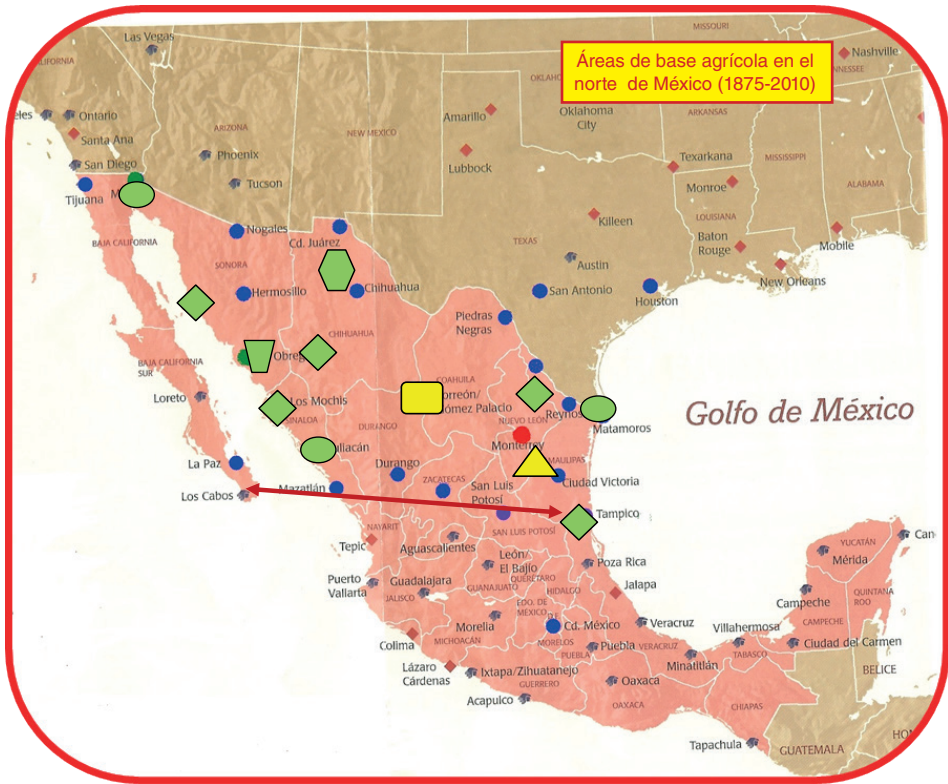 MISSOURI
Las Vegas
Áreas de base agrícola en el
norte  de México (1875-2010)
Nashville
Ontario
Santa Ana
ARIZONA
NEW MEXICO
Amarillo
Oklahoma
City
ARKANSAS
San Diego
Phoenix
Lubbock
Texarkana
MISSISSIPPI
Tijuana
Tucson
Monroe
ALABAMA
BAJA CALIFORNIA
Nogales
Cd. Juárez
Killeen
LOUISIANA
TEXAS
Baton
Rouge
Mobile
SONORA
Austin
New Orleans
Hermosillo
Chihuahua
San Antonio
Houston
Piedras
Negras
CHIHUAHUA
BAJA CALIFORNIA
SUR
COAHUILA
Loreto
Los Mochis
SINALOA
DURANGO
NUEVO LEÓN
Matamoros
Golfo de México
Monterrey
La Paz
Durango
ZACATECAS
San Luis
Potosí
Ciudad Victoria
Los Cabos
Mazatlán
Tampico
NAYARIT
SAN LUIS POTOSÍ
Tepic
Aguascalientes
León/
El Bajío
Poza Rica
YUCATÁN
Mérida
Puerto
Vallarta
Guadalajara
JALISCO
GUANAJUATO
QUERÉTARO
HIDALGO
Jalapa
QUINTANA
ROO
Campeche
EDO. DE
MEXICO
Morelia
Cd. México
Veracruz
Villahermosa
CAMPECHE
Colima
MICHOACÁN
MORELOS
PUEBLA
Puebla
VERACRUZ
Minatitlán
TABASCO
Ciudad del Carmen
Lázaro
Cárdenas
Ixtapa/Zihuatanejo
GUERRERO
Oaxaca
BELICE
Acapulco
OAXACA
CHIAPAS
Tapachula
GUATEMALA